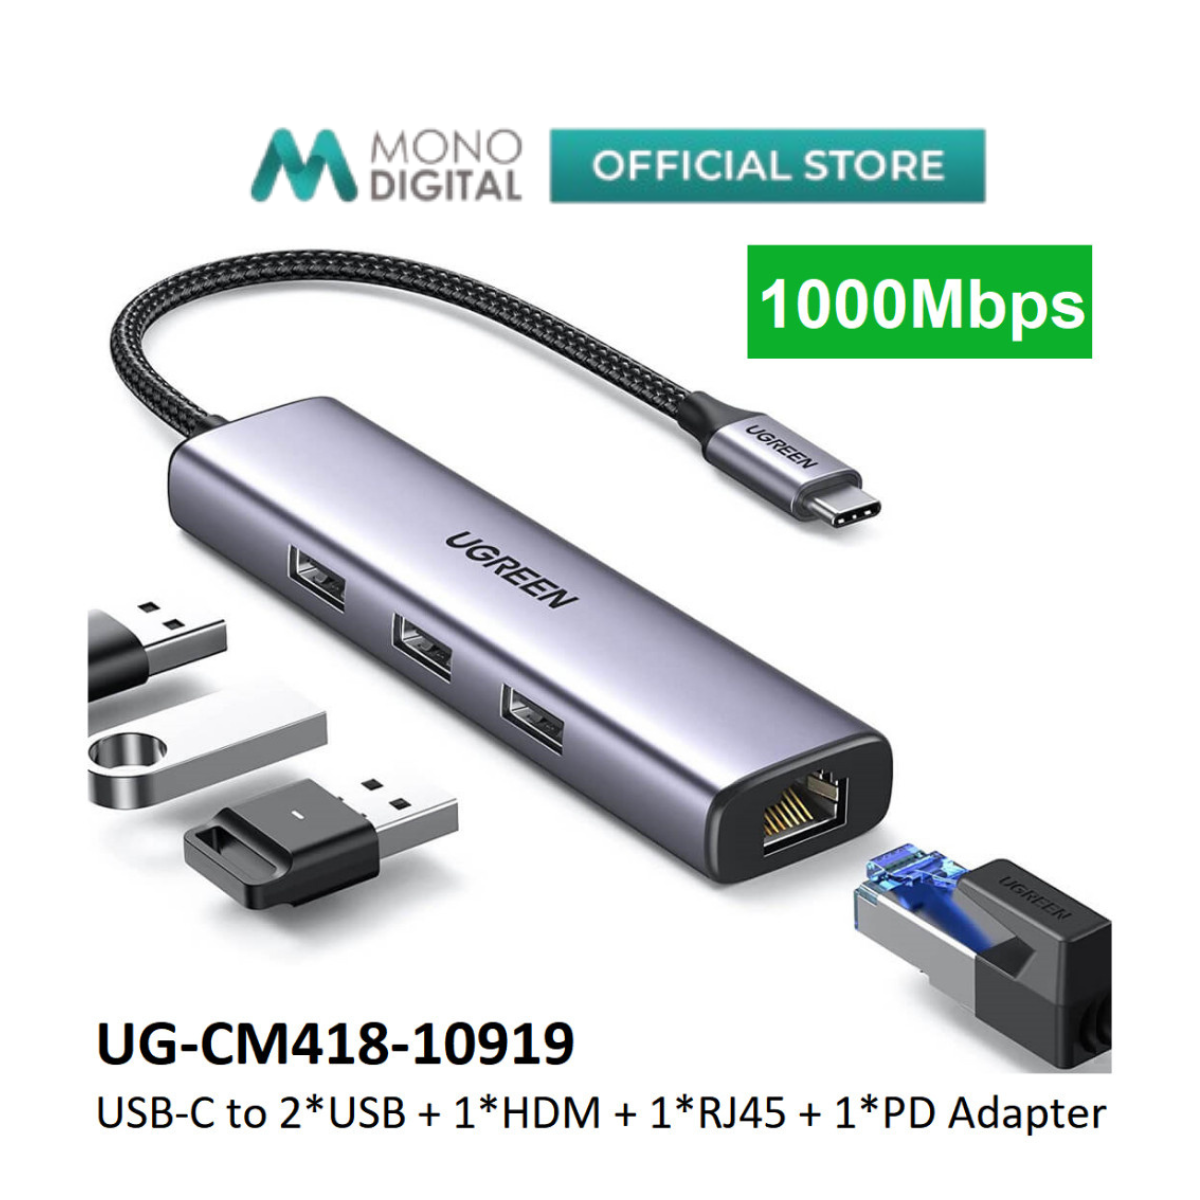 MONO
DIGITAL
OFFICIAL STORE
1000Mbps
UGREEN
UGREEN
UGREEN
UG-CM418-10919
USB-C to 2*USB + 1*HDM + 1*RJ45 + 1*PD Adapter